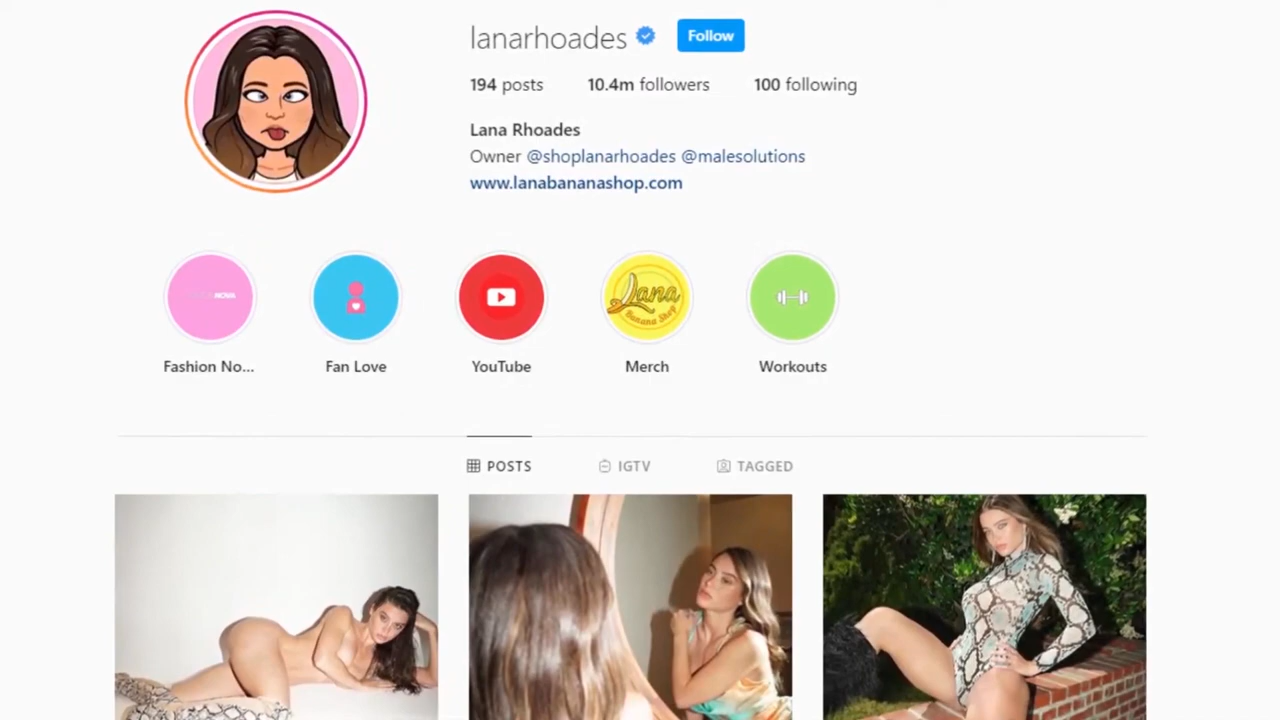 lanarhoades Follow
194 posts 10.4m followers 100 following
Lana Rhoades
Owner @shoplanarhoades @malesolutions
www.lanabananashop.com
NOVA
Lana
Banana Shop
Fashion No... Fan Love YouTube Merch Workouts
POSTS IGTV TAGGED